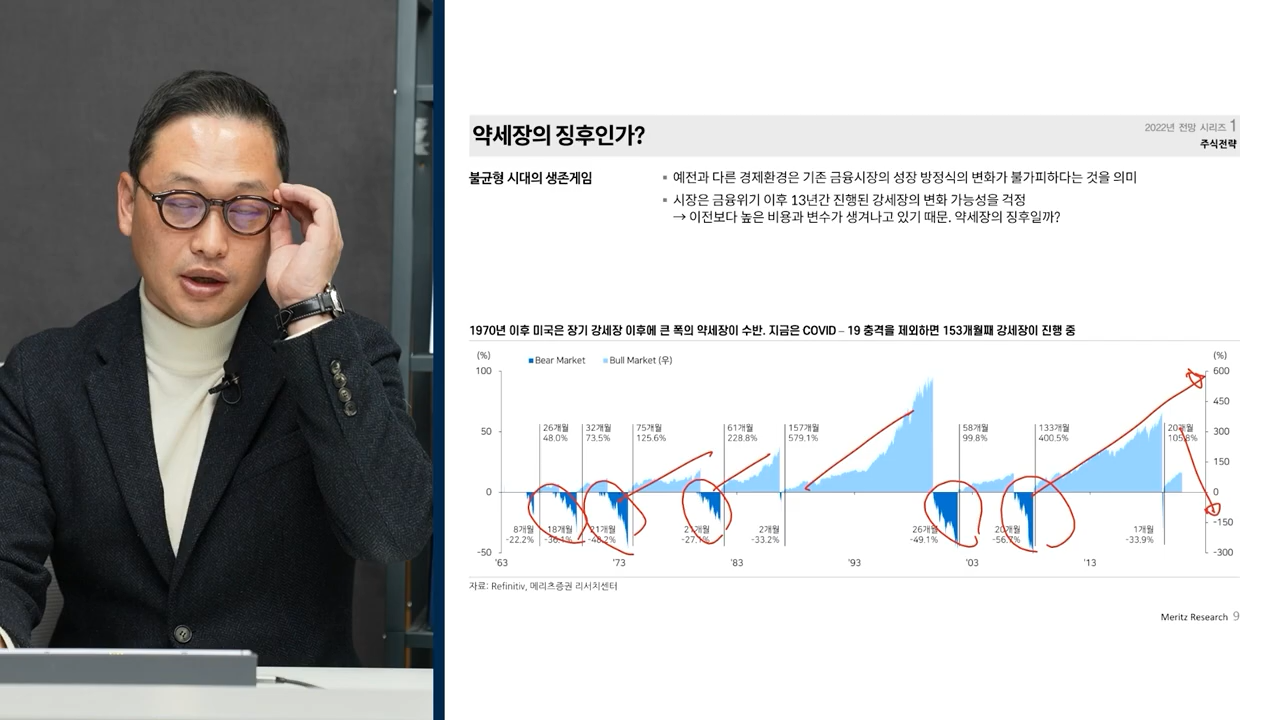 약세장의 징후인가?
2022년 전망 시리즈 1
주식전략
불균형 시대의 생존게임
▪ 예전과 다른 경제환경은 기존 금융시장의 성장 방정식의 변화가 불가피하다는 것을 의미
▪ 시장은 금융위기 이후 13년간 진행된 강세장의 변화 가능성을 걱정
→ 이전보다 높은 비용과 변수가 생겨나고 있기 때문. 약세장의 징후일까?
1970년 이후 미국은 장기 강세장 이후에 큰 폭의 약세장이 수반. 지금은 COVID – 19 충격을 제외하면 153개월째 강세장이 진행 중
(%) (%)
Bear Market Bull Market (우)
100 600
450
50 300
150
0 0
-150
-50 -300
26개월 32개월 75개월 61개월 157개월 58개월 133개월 20개월
48.0% 73.5% 125.6% 228.8% 579.1% 99.8% 400.5% 105.8%
8개월 18개월 21개월 2개월 26개월 20개월 1개월
-22.2% -36.1% -48.2% -27.1% -33.2% -49.1% -56.7% -33.9%
'63 '73 '83 '93 '03 '13
자료: Refinitiv, 메리츠증권 리서치센터
Meritz Research 9